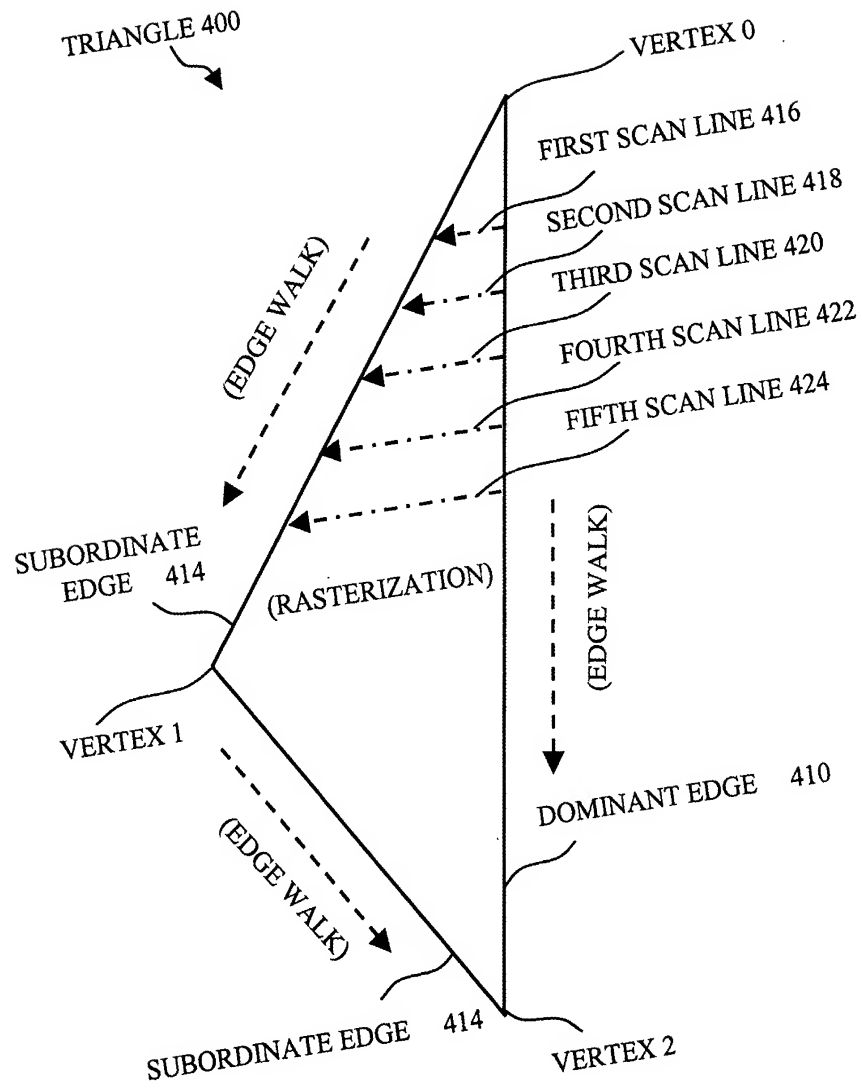 TRIANGLE 400
VERTEX 0
FIRST SCAN LINE 416
SECOND SCAN LINE 418
THIRD SCAN LINE 420
FOURTH SCAN LINE 422
FIFTH SCAN LINE 424
(EDGE WALK)
SUBORDINATE
EDGE 414
(RASTERIZATION)
(EDGE WALK)
VERTEX 1
DOMINANT EDGE 410
(EDGE WALK)
SUBORDINATE EDGE 414
VERTEX 2